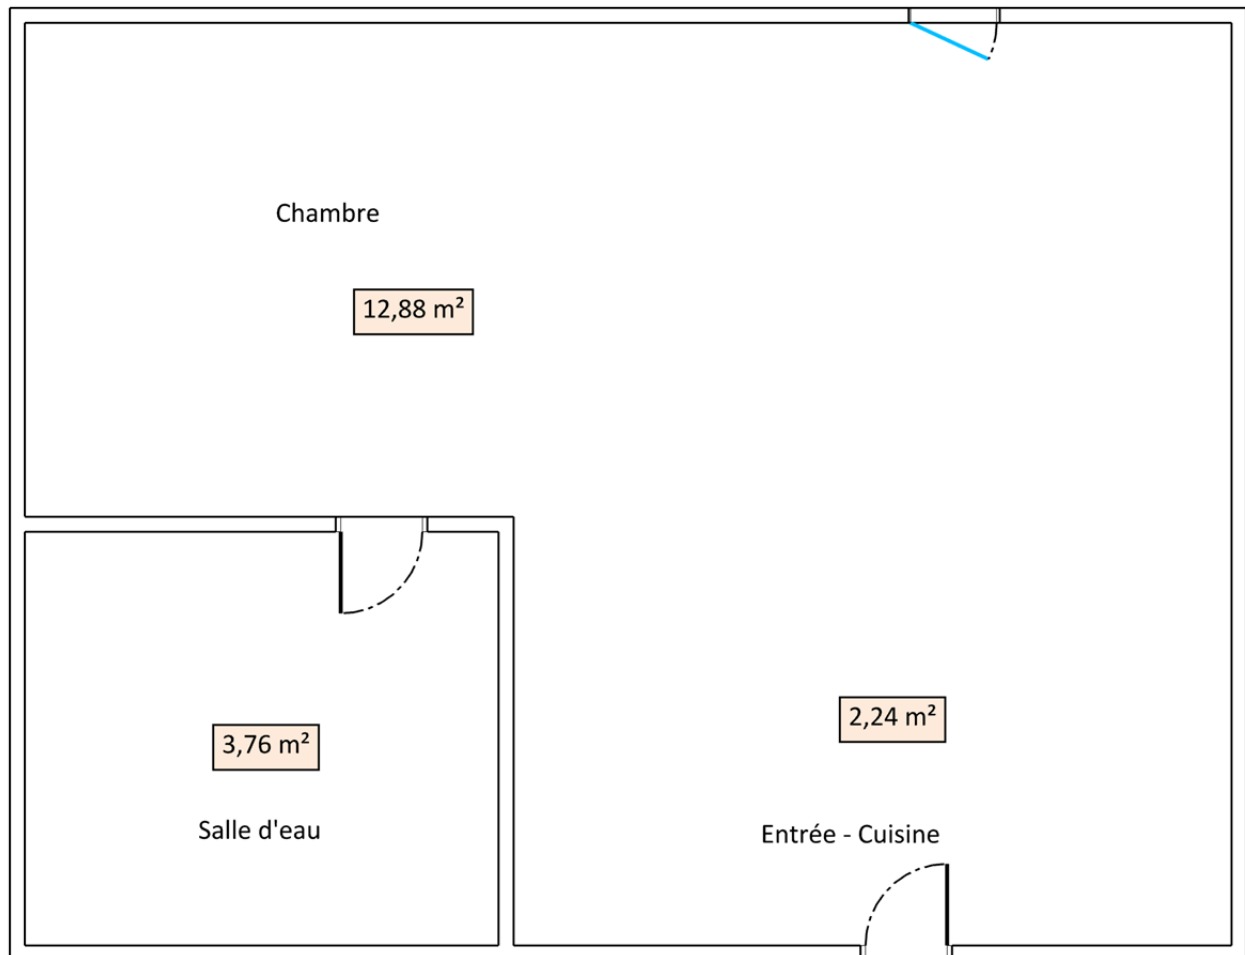 Chambre
12,88 m²
2,24 m²
3,76 m²
Salle d'eau
Entrée - Cuisine